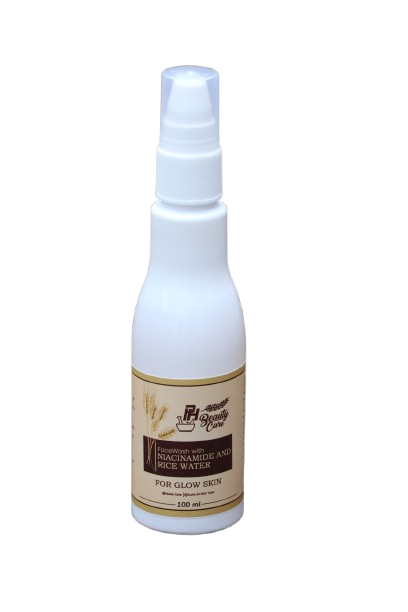 PH
Beauty
Care
FaceWash with
NIACINAMIDE AND
RICE WATER
FOR GLOW SKIN
100 ml